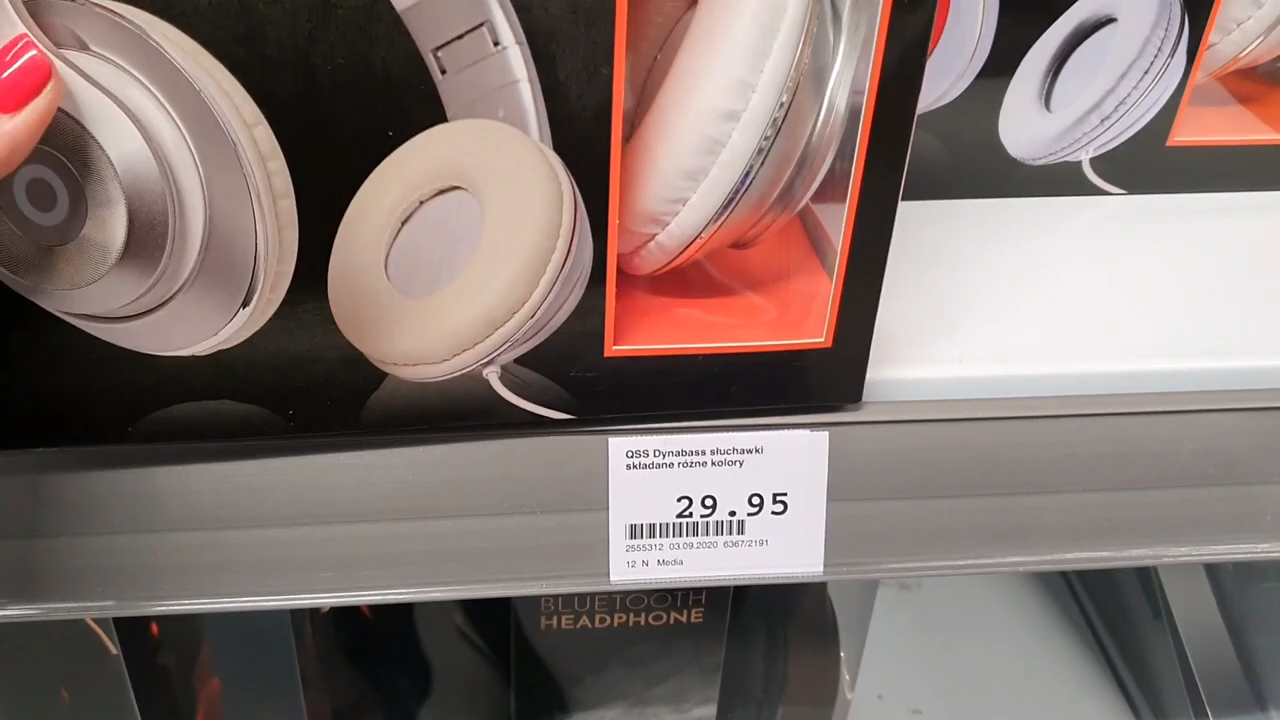 QSS Dynabass słuchawki
składane różne kolory
29.95
2555312 03.09.2020 6367/2191
12 N Media
BLUETOOTH
HEADPHONE